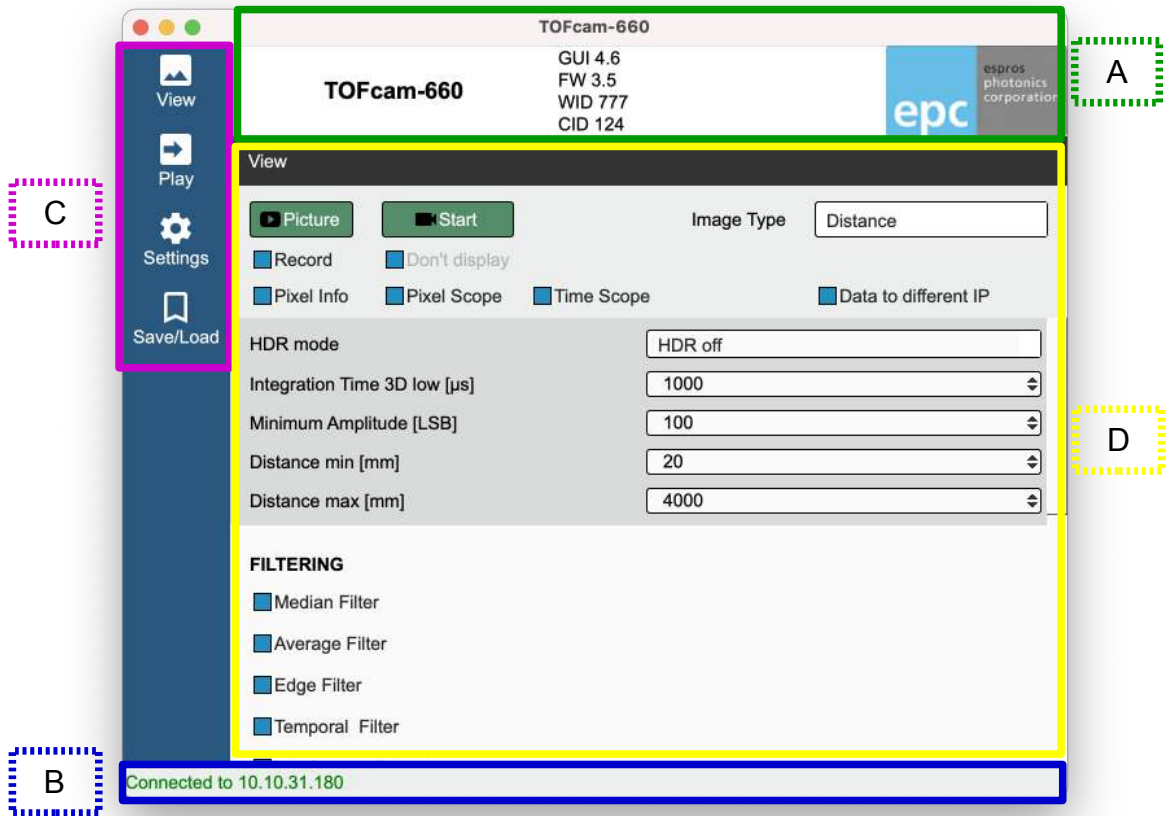 TOFcam-660
TOFcam-660
GUI 4.6
FW 3.5
WID 777
CID 124
epc
espros
photonics
corporation
A
View
Play
Settings
Save/Load
C
View
Picture
Start
Image Type
Distance
Record
Don't display
Pixel Info
Pixel Scope
Time Scope
Data to different IP
HDR mode
HDR off
Integration Time 3D low [µs]
1000
Minimum Amplitude [LSB]
100
Distance min [mm]
20
Distance max [mm]
4000
D
FILTERING
Median Filter
Average Filter
Edge Filter
Temporal Filter
B
Connected to 10.10.31.180